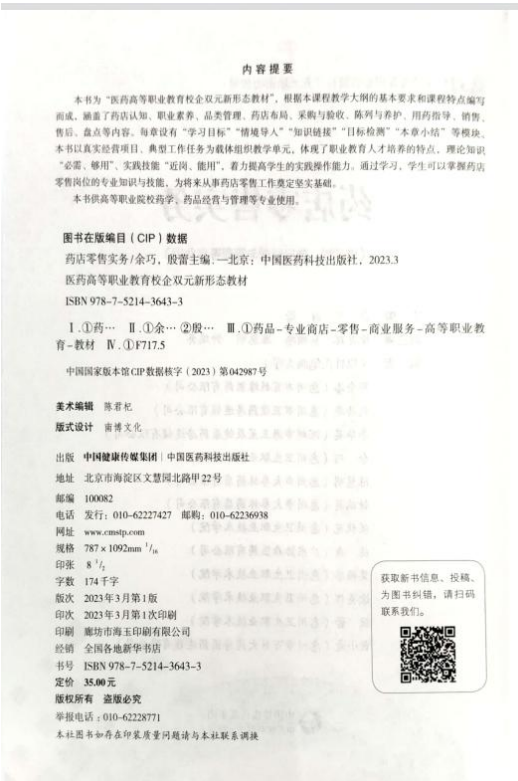 内容提要
本书为“医药高等职业教育校企双元新形态教材”，根据本课程教学大纲的基本要求和课程特点编写
而成，涵盖了药店认知、职业素养、品类管理、药店布局、采购与验收、陈列与养护、用药指导、销售、
售后、盘点等内容。每章设有“学习目标”“情境导人”“知识链接”“目标检测”“本章小结”等模块。
本书以真实经营项目、典型工作任务为载体组织教学单元，体现了职业教育人才培养的特点，理论知识
“必需、够用”、实践技能“近岗、能用”，着力提高学生的实践操作能力。通过学习，学生可以掌握药店
零售岗位的专业知识与技能，为将来从事药店零售工作奠定坚实基础。
本书供高等职业院校药学、药品经营与管理等专业使用。
图书在版编目（CIP）数据
药店零售实务/余巧，殷蕾主编.—北京：中国医药科技出版社，2023.3
医药高等职业教育校企双元新形态教材
ISBN 978-7-5214-3643-3
Ⅰ.①药… Ⅱ.①余… ②殷… Ⅲ.①药品-专业商店-零售-商业服务-高等职业教
育-教材 Ⅳ.①F717.5
中国国家版本馆CIP数据核字（2023）第042987号
美术编辑 陈君杞
版式设计 南博文化
出版 中国健康传媒集团｜中国医药科技出版社
地址 北京市海淀区文慧园北路甲22号
邮编 100082
电话 发行：010-62227427 邮购：010-62236938
网址 www.cmstp.com
规格 787×1092mm 1/16
印张 8 1/2
字数 174千字
版次 2023年3月第1版
印次 2023年3月第1次印刷
印刷 廊坊市海玉印刷有限公司
经销 全国各地新华书店
书号 ISBN 978-7-5214-3643-3
定价 35.00元
版权所有 盗版必究
举报电话：010-62228771
本社图书如存在印装质量问题请与本社联系调换
获取新书信息、投稿、
为图书纠错，请扫码
联系我们。